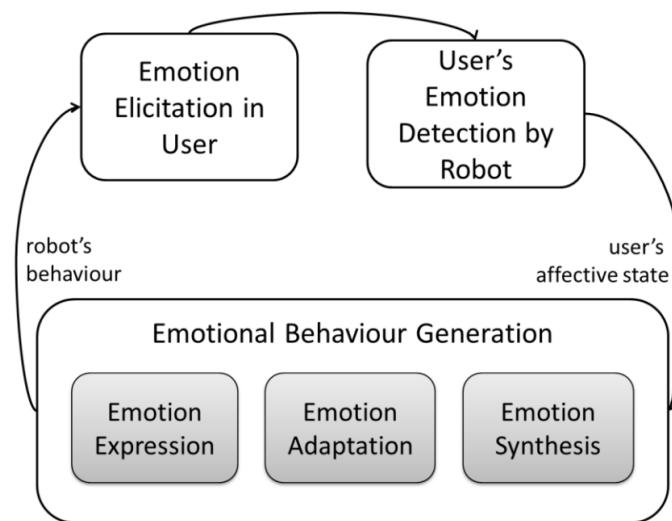 Emotion
Elicitation in
User
User's
Emotion
Detection by
Robot
robot's
behaviour
user's
affective state
Emotional Behaviour Generation
Emotion
Expression
Emotion
Adaptation
Emotion
Synthesis